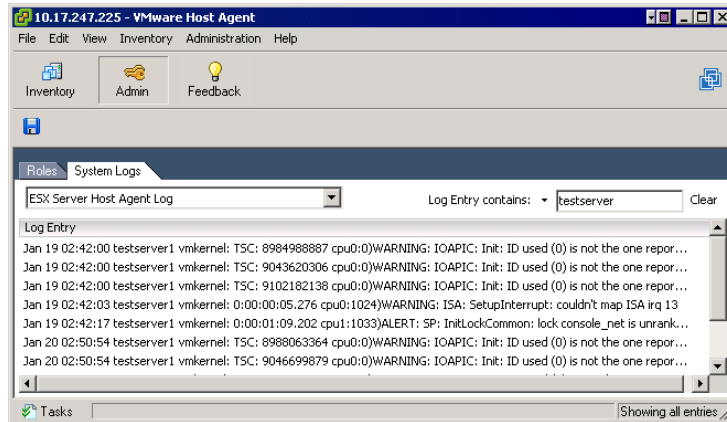 10.17.247.225 - VMware Host Agent
File Edit View Inventory Administration Help
Inventory Admin Feedback
Roles System Logs
ESX Server Host Agent Log Log Entry contains: testserver Clear
Log Entry
Jan 19 02:42:00 testserver1 vmkernel: TSC: 8984988887 cpu0:0)WARNING: IOAPIC: Init: ID used (0) is not the one repor...
Jan 19 02:42:00 testserver1 vmkernel: TSC: 9043620306 cpu0:0)WARNING: IOAPIC: Init: ID used (0) is not the one repor...
Jan 19 02:42:00 testserver1 vmkernel: TSC: 9102182138 cpu0:0)WARNING: IOAPIC: Init: ID used (0) is not the one repor...
Jan 19 02:42:03 testserver1 vmkernel: 0:00:00:05.276 cpu0:1024)WARNING: ISA: SetupInterrupt: couldn't map ISA irq 13
Jan 19 02:42:17 testserver1 vmkernel: 0:00:01:09.202 cpu1:1033)ALERT: SP: InitLockCommon: lock console_net is unrank...
Jan 20 02:50:54 testserver1 vmkernel: TSC: 8988063364 cpu0:0)WARNING: IOAPIC: Init: ID used (0) is not the one repor...
Jan 20 02:50:54 testserver1 vmkernel: TSC: 9046699879 cpu0:0)WARNING: IOAPIC: Init: ID used (0) is not the one repor...
Tasks Showing all entries